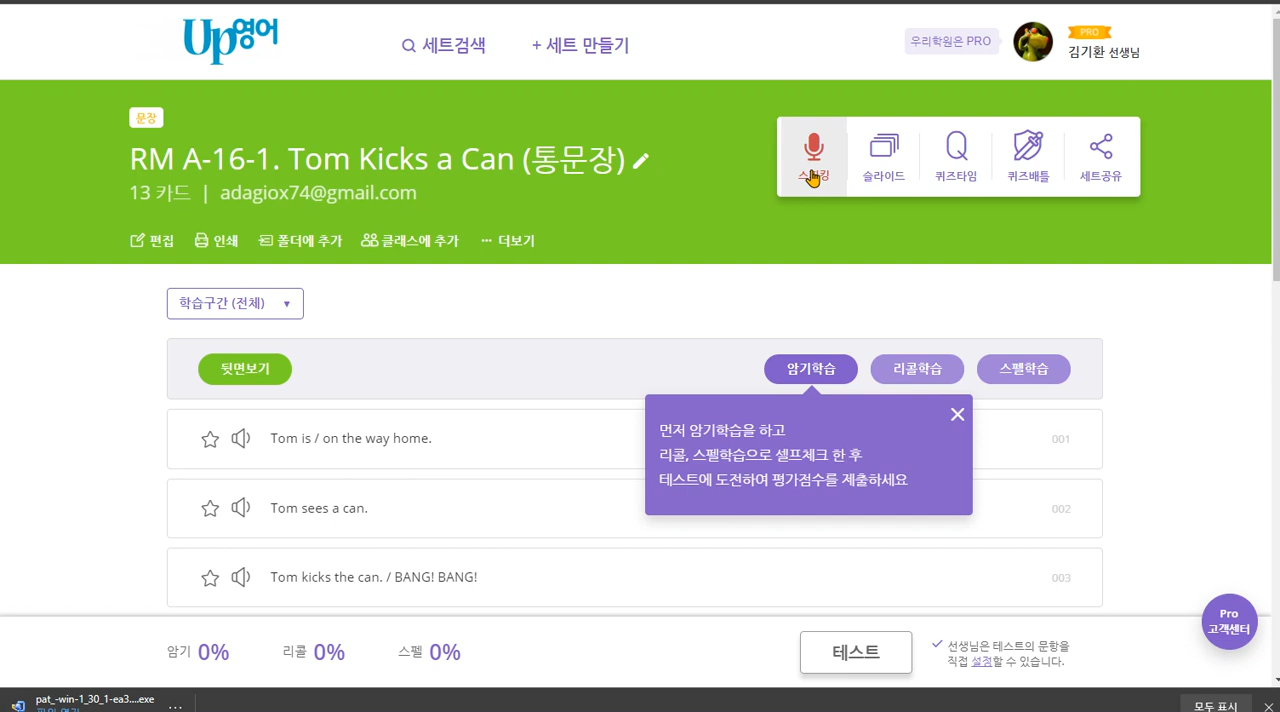 Up영어
세트검색
+ 세트 만들기
우리학원은 PRO
PRO
김기환 선생님
문장
RM A-16-1. Tom Kicks a Can (통문장)
13 카드 | adagiox74@gmail.com
편집
인쇄
폴더에 추가
클래스에 추가
더보기
슬라이드
퀴즈타임
퀴즈배틀
세트공유
학습구간 (전체)
뒷면보기
암기학습
리콜학습
스펠학습
먼저 암기학습을 하고
리콜, 스펠학습으로 셀프체크 한 후
테스트에 도전하여 평가점수를 제출하세요
Tom is / on the way home.
001
Tom sees a can.
002
Tom kicks the can. / BANG! BANG!
003
Pro
고객센터
암기 0%
리콜 0%
스펠 0%
테스트
선생님은 테스트의 문항을
직접 설정할 수 있습니다.
pat_-win-1_30_1-ea3....exe
모두 표시